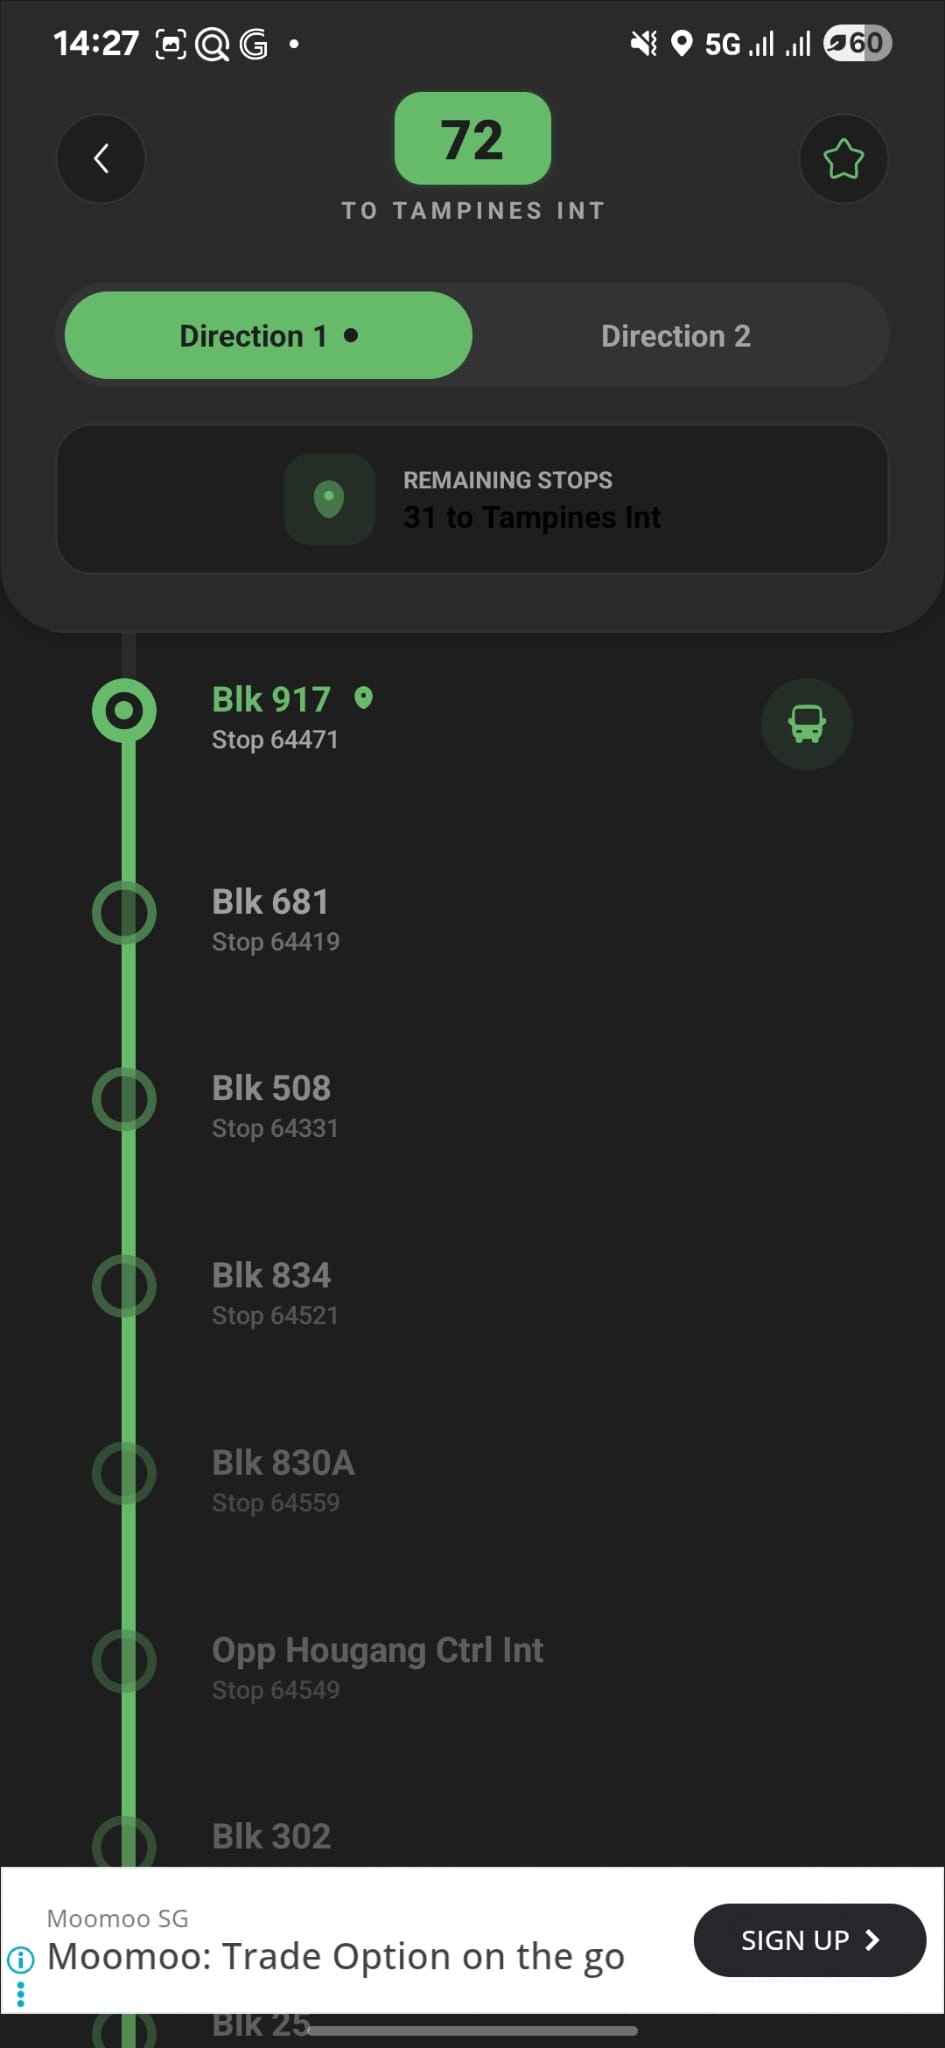 14:27
5G
60
72
TO TAMPINES INT
Direction 1
Direction 2
REMAINING STOPS
31 to Tampines Int
Blk 917
Stop 64471
Blk 681
Stop 64419
Blk 508
Stop 64331
Blk 834
Stop 64521
Blk 830A
Stop 64559
Opp Hougang Ctrl Int
Stop 64549
Blk 302
Moomoo SG
Moomoo: Trade Option on the go
SIGN UP
Blk 25